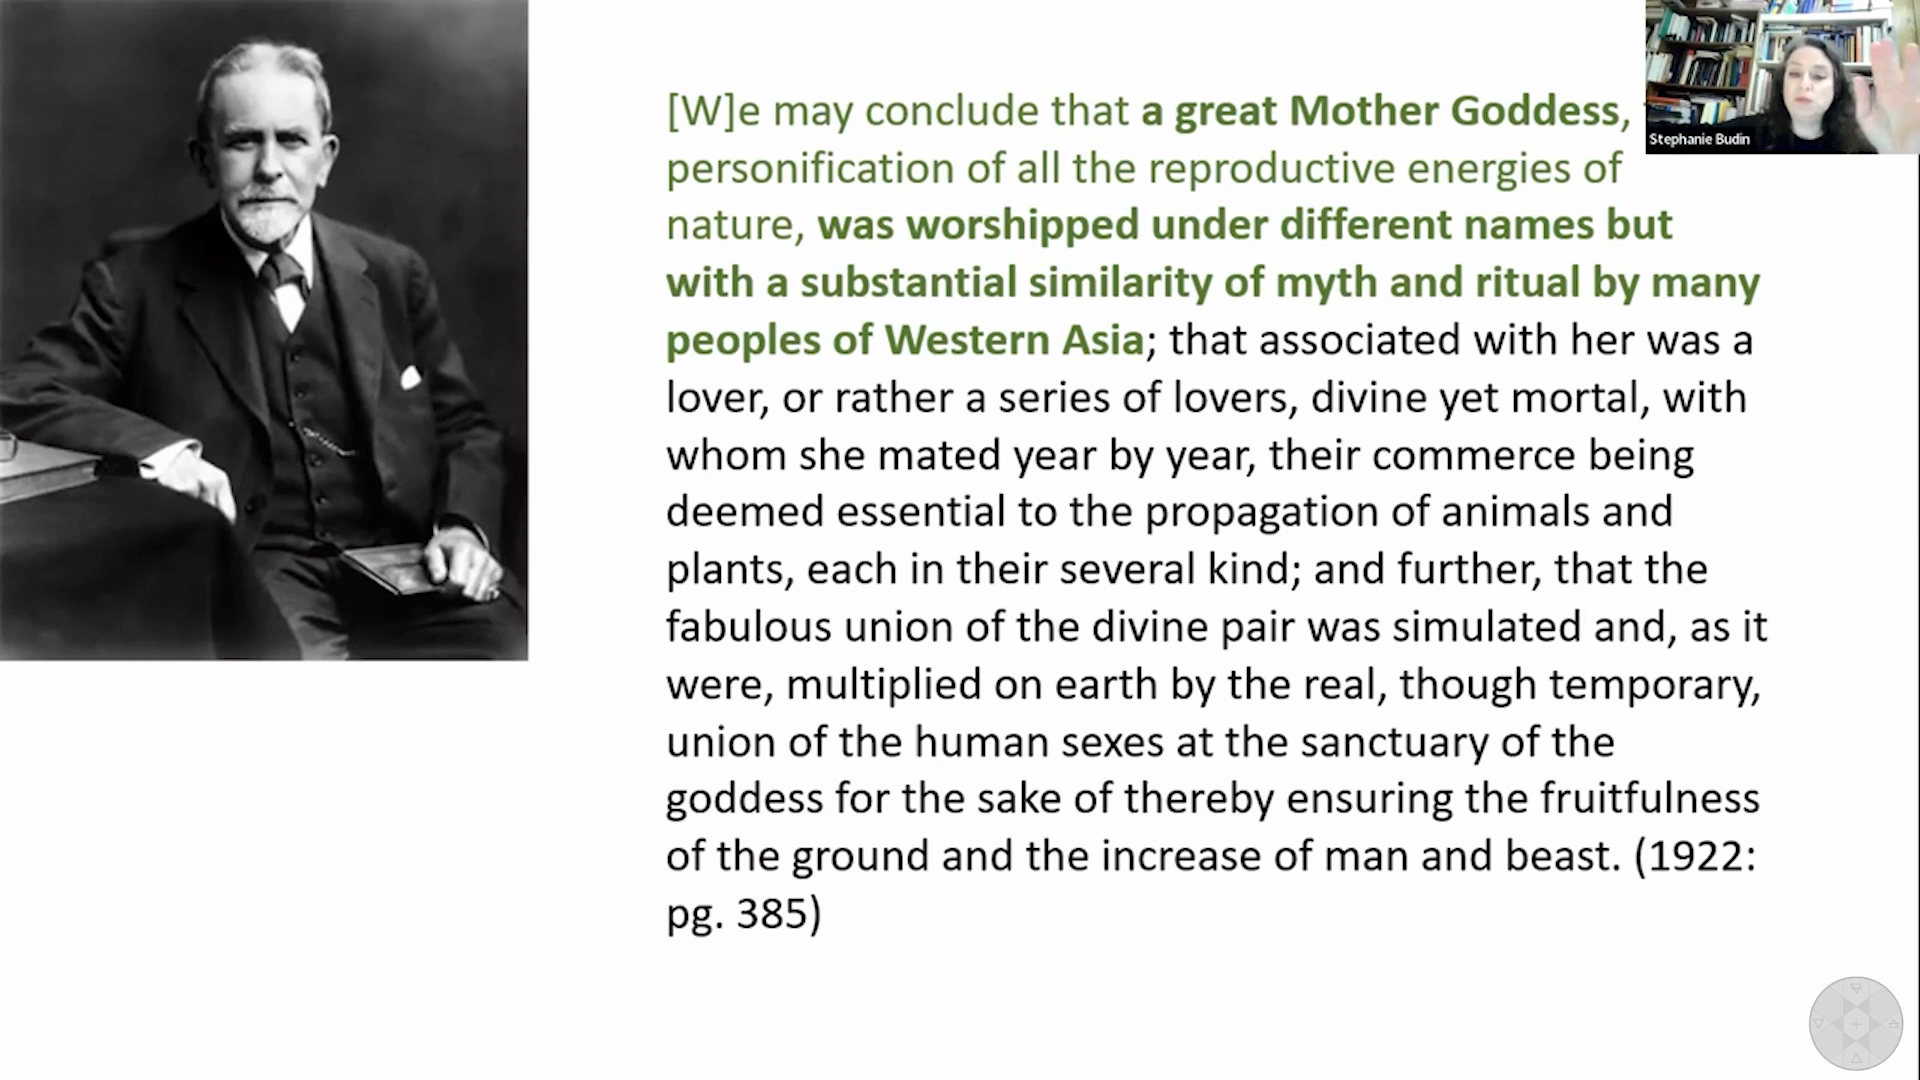 [W]e may conclude that a great Mother Goddess,
personification of all the reproductive energies of
nature, was worshipped under different names but
with a substantial similarity of myth and ritual by many
peoples of Western Asia; that associated with her was a
lover, or rather a series of lovers, divine yet mortal, with
whom she mated year by year, their commerce being
deemed essential to the propagation of animals and
plants, each in their several kind; and further, that the
fabulous union of the divine pair was simulated and, as it
were, multiplied on earth by the real, though temporary,
union of the human sexes at the sanctuary of the
goddess for the sake of thereby ensuring the fruitfulness
of the ground and the increase of man and beast. (1922:
pg. 385)
Stephanie Budin